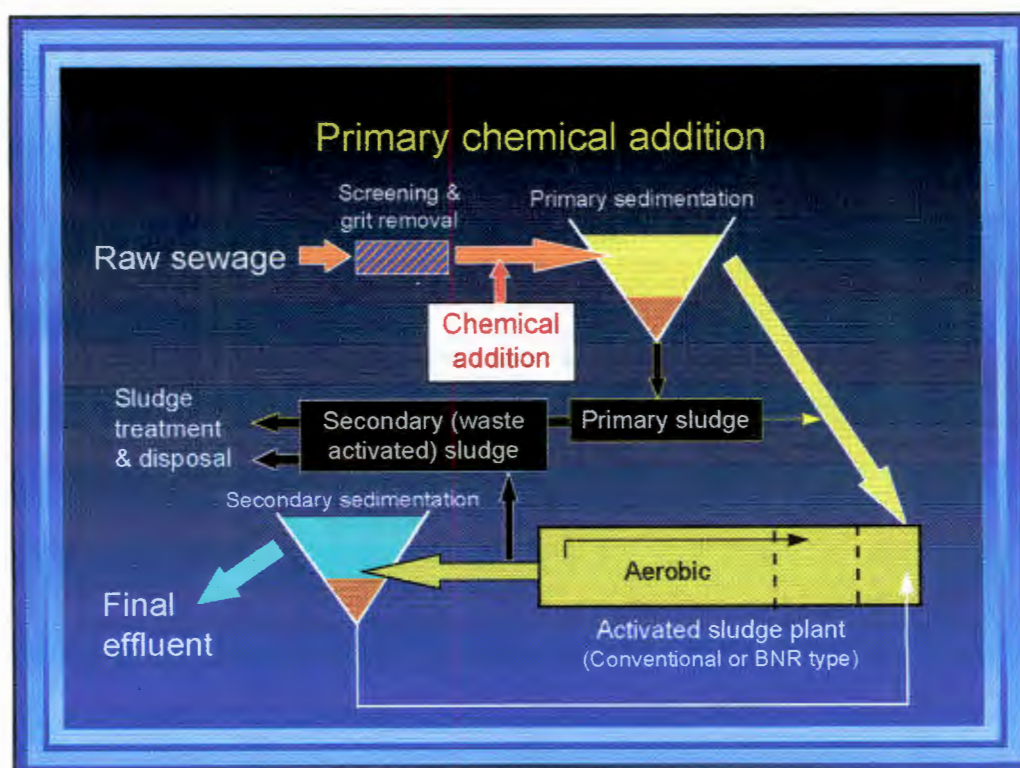 Primary chemical addition
Screening &
grit removal
Primary sedimentation
Raw sewage
Chemical
addition
Sludge
treatment
& disposal
Secondary (waste
activated) sludge
Primary sludge
Secondary sedimentation
Aerobic
Final
effluent
Activated sludge plant
(Conventional or BNR type)